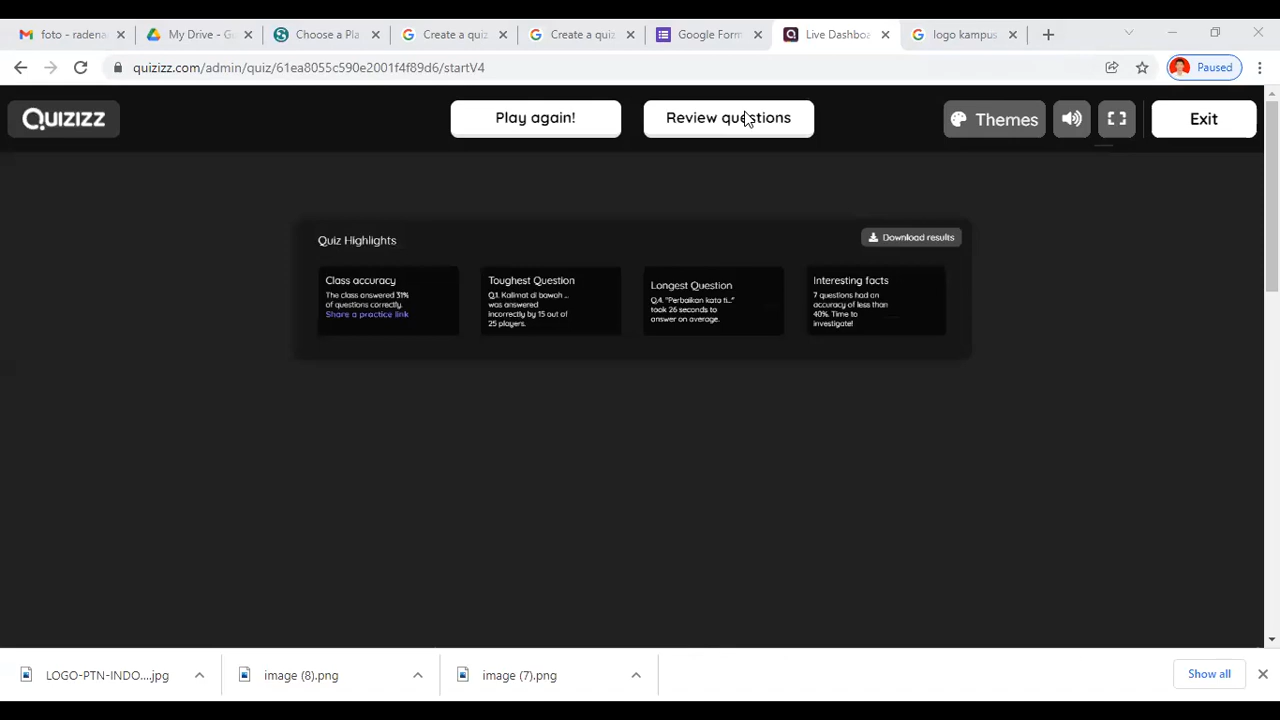 foto - radena
My Drive - G
Choose a Pla
Create a quiz
Create a quiz
Google Form
Live Dashboa
logo kampus
quizizz.com/admin/quiz/61ea8055c590e2001f4f89d6/startV4
Paused
Quizizz
Play again!
Review questions
Themes
Exit
Quiz Highlights
Download results
Class accuracy
The class answered 31%
of questions correctly.
Share a practice link
Toughest Question
Q.1. Kalimat di bawah ...
was answered
incorrectly by 15 out of
25 players.
Longest Question
Q.4. "Perbaikan kata ti..."
took 26 seconds to
answer on average.
Interesting facts
7 questions had an
accuracy of less than
40%. Time to
investigate!
LOGO-PTN-INDO....jpg
image (8).png
image (7).png
Show all